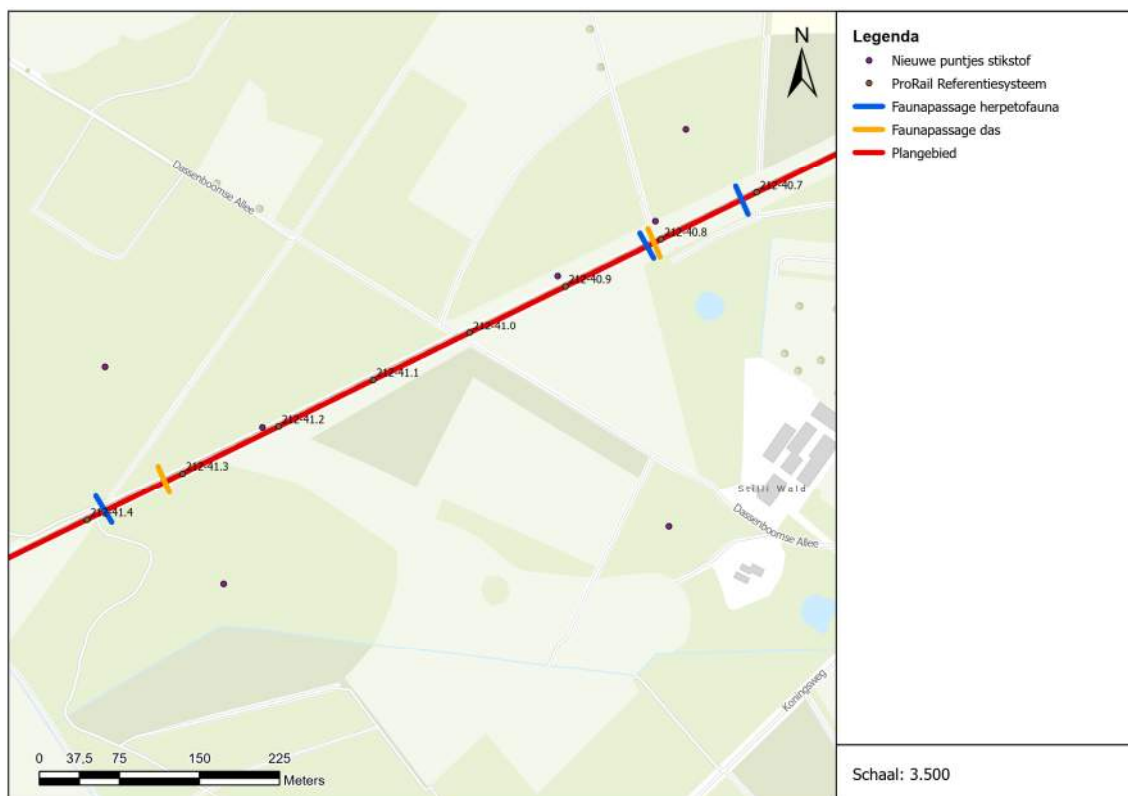 N
Dassenboomse Allee
212-40.7
212-40.8
212-40.9
212-41.0
212-41.1
212-41.2
212-41.3
212-41.4
Dassenboomse Allee
Koningsweg
0 37,5 75 150 225
Meters
Legenda
Nieuwe puntjes stikstof
ProRail Referentiesysteem
Faunapassage herpetofauna
Faunapassage das
Plangebied
Schaal: 3.500